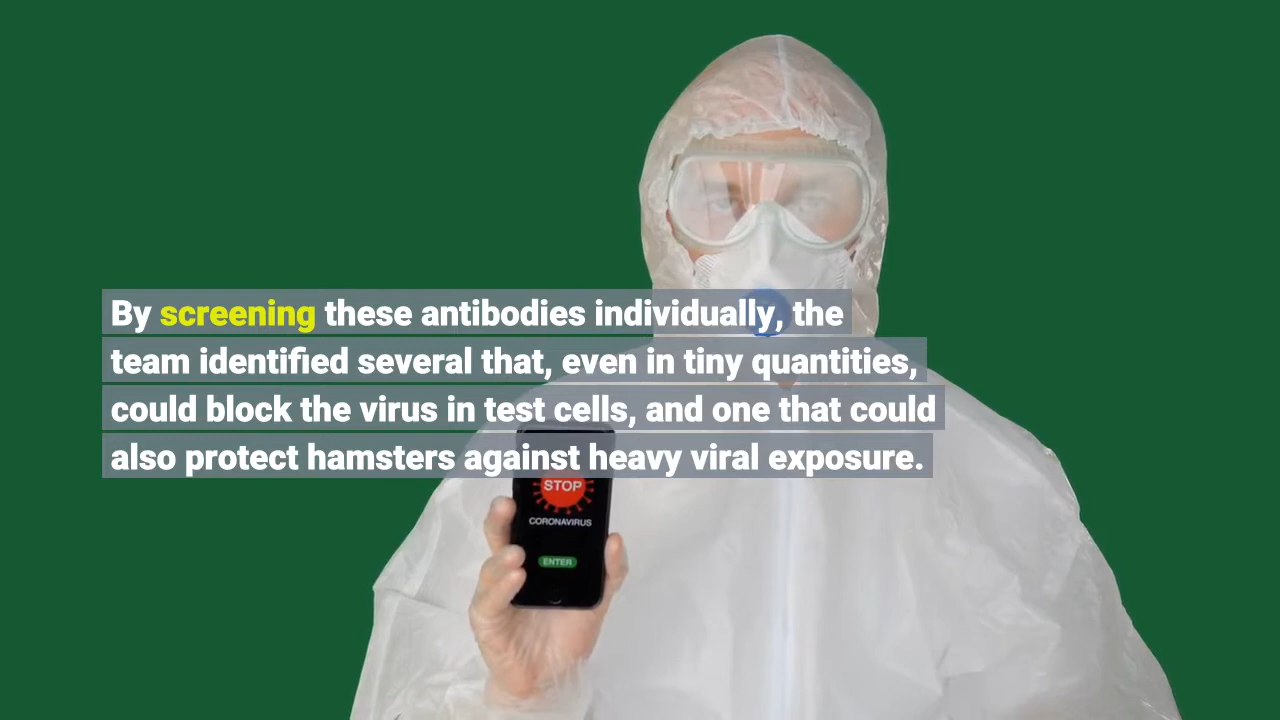 By screening these antibodies individually, the
team identified several that, even in tiny quantities,
could block the virus in test cells, and one that could
also protect hamsters against heavy viral exposure.
STOP
CORONAVIRUS
ENTER